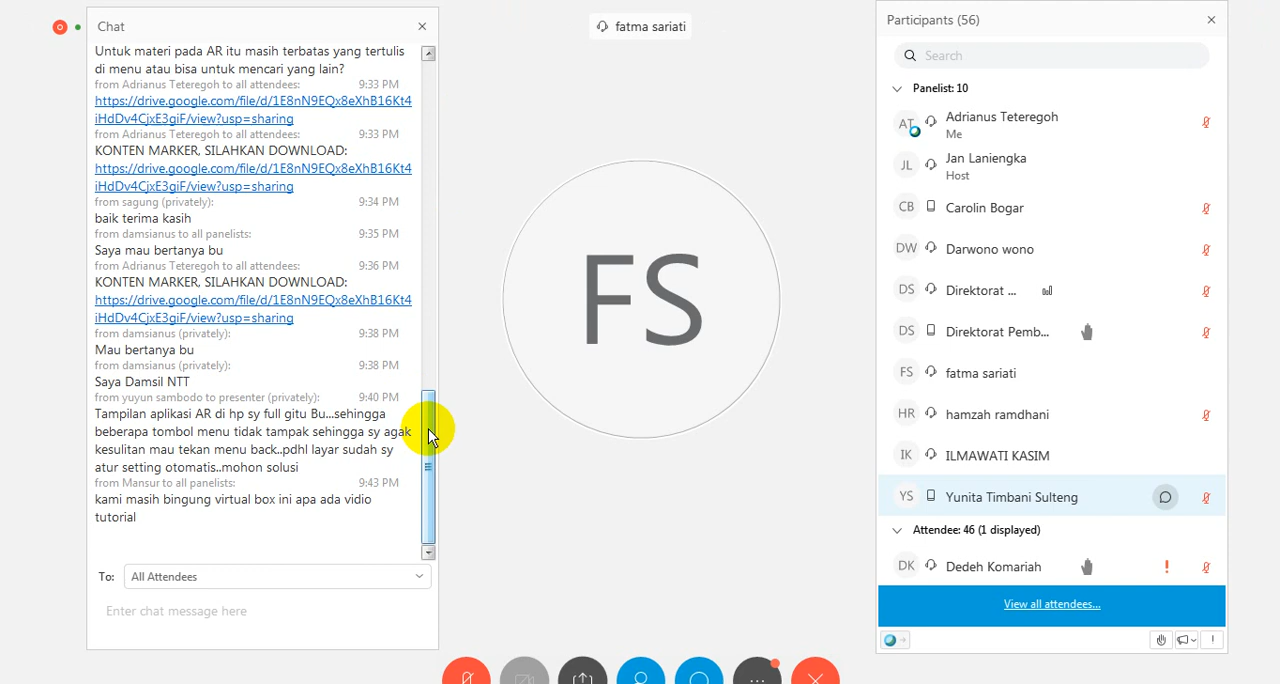 Chat
Untuk materi pada AR itu masih terbatas yang tertulis
di menu atau bisa untuk mencari yang lain?
from Adrianus Teteregoh to all attendees: 9:33 PM
https://drive.google.com/file/d/1E8nN9EQx8eXhB16Kt4
iHdDv4CjxE3giF/view?usp=sharing
from Adrianus Teteregoh to all attendees: 9:33 PM
KONTEN MARKER, SILAHKAN DOWNLOAD:
https://drive.google.com/file/d/1E8nN9EQx8eXhB16Kt4
iHdDv4CjxE3giF/view?usp=sharing
from sagung (privately): 9:34 PM
baik terima kasih
from damsianus to all panelists: 9:35 PM
Saya mau bertanya bu
from Adrianus Teteregoh to all attendees: 9:36 PM
KONTEN MARKER, SILAHKAN DOWNLOAD:
https://drive.google.com/file/d/1E8nN9EQx8eXhB16Kt4
iHdDv4CjxE3giF/view?usp=sharing
from damsianus (privately): 9:38 PM
Mau bertanya bu
from damsianus (privately): 9:38 PM
Saya Damsil NTT
from yuyun sambodo to presenter (privately): 9:40 PM
Tampilan aplikasi AR di hp sy full gitu Bu...sehingga
beberapa tombol menu tidak tampak sehingga sy agak
kesulitan mau tekan menu back..pdhl layar sudah sy
atur setting otomatis..mohon solusi
from Mansur to all panelists: 9:43 PM
kami masih bingung virtual box ini apa ada vidio
tutorial
To: All Attendees
Enter chat message here
fatma sariati
FS
Participants (56)
Search
Panelist: 10
AT Adrianus Teteregoh
Me
JL Jan Laniengka
Host
CB Carolin Bogar
DW Darwono wono
DS Direktorat ...
DS Direktorat Pemb...
FS fatma sariati
HR hamzah ramdhani
IK ILMAWATI KASIM
YS Yunita Timbani Sulteng
Attendee: 46 (1 displayed)
DK Dedeh Komariah
View all attendees...